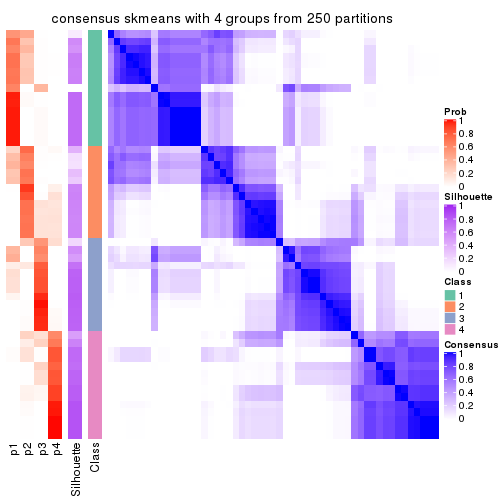 consensus skmeans with 4 groups from 250 partitions
Prob
1
0.8
0.6
0.4
0.2
0
Silhouette
1
0.8
0.6
0.4
0.2
0
Class
1
2
3
4
Consensus
1
0.8
0.6
0.4
0.2
0
p1
p2
p3
p4
Silhouette
Class